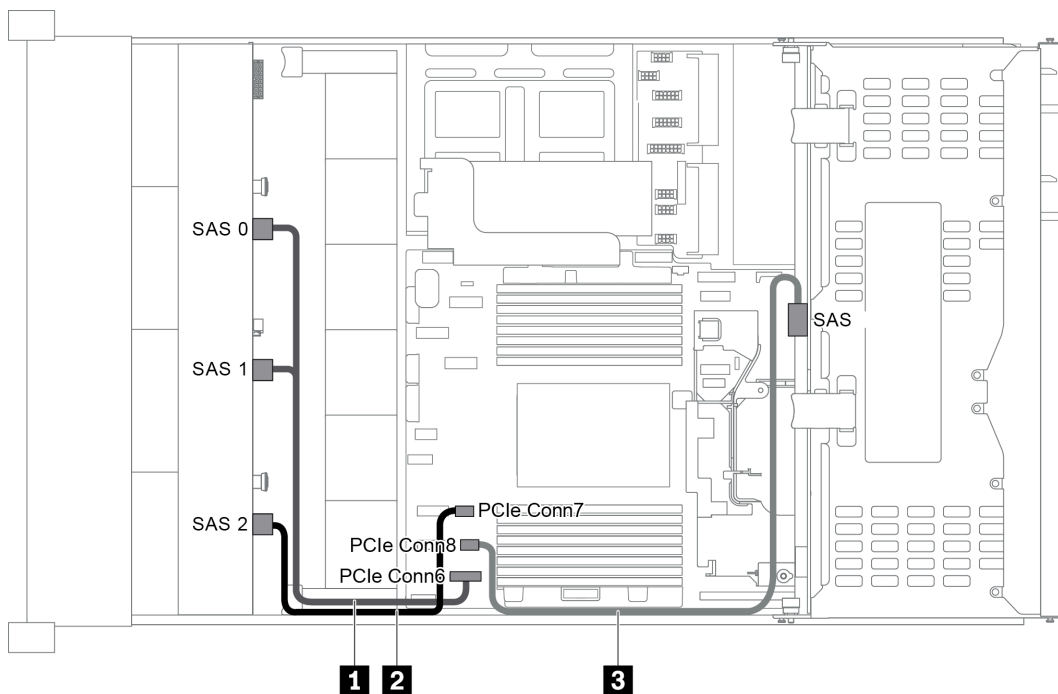 SAS 0
SAS
SAS 1
PCIe Conn7
SAS 2
PCIe Conn8
PCIe Conn6
1 2 3